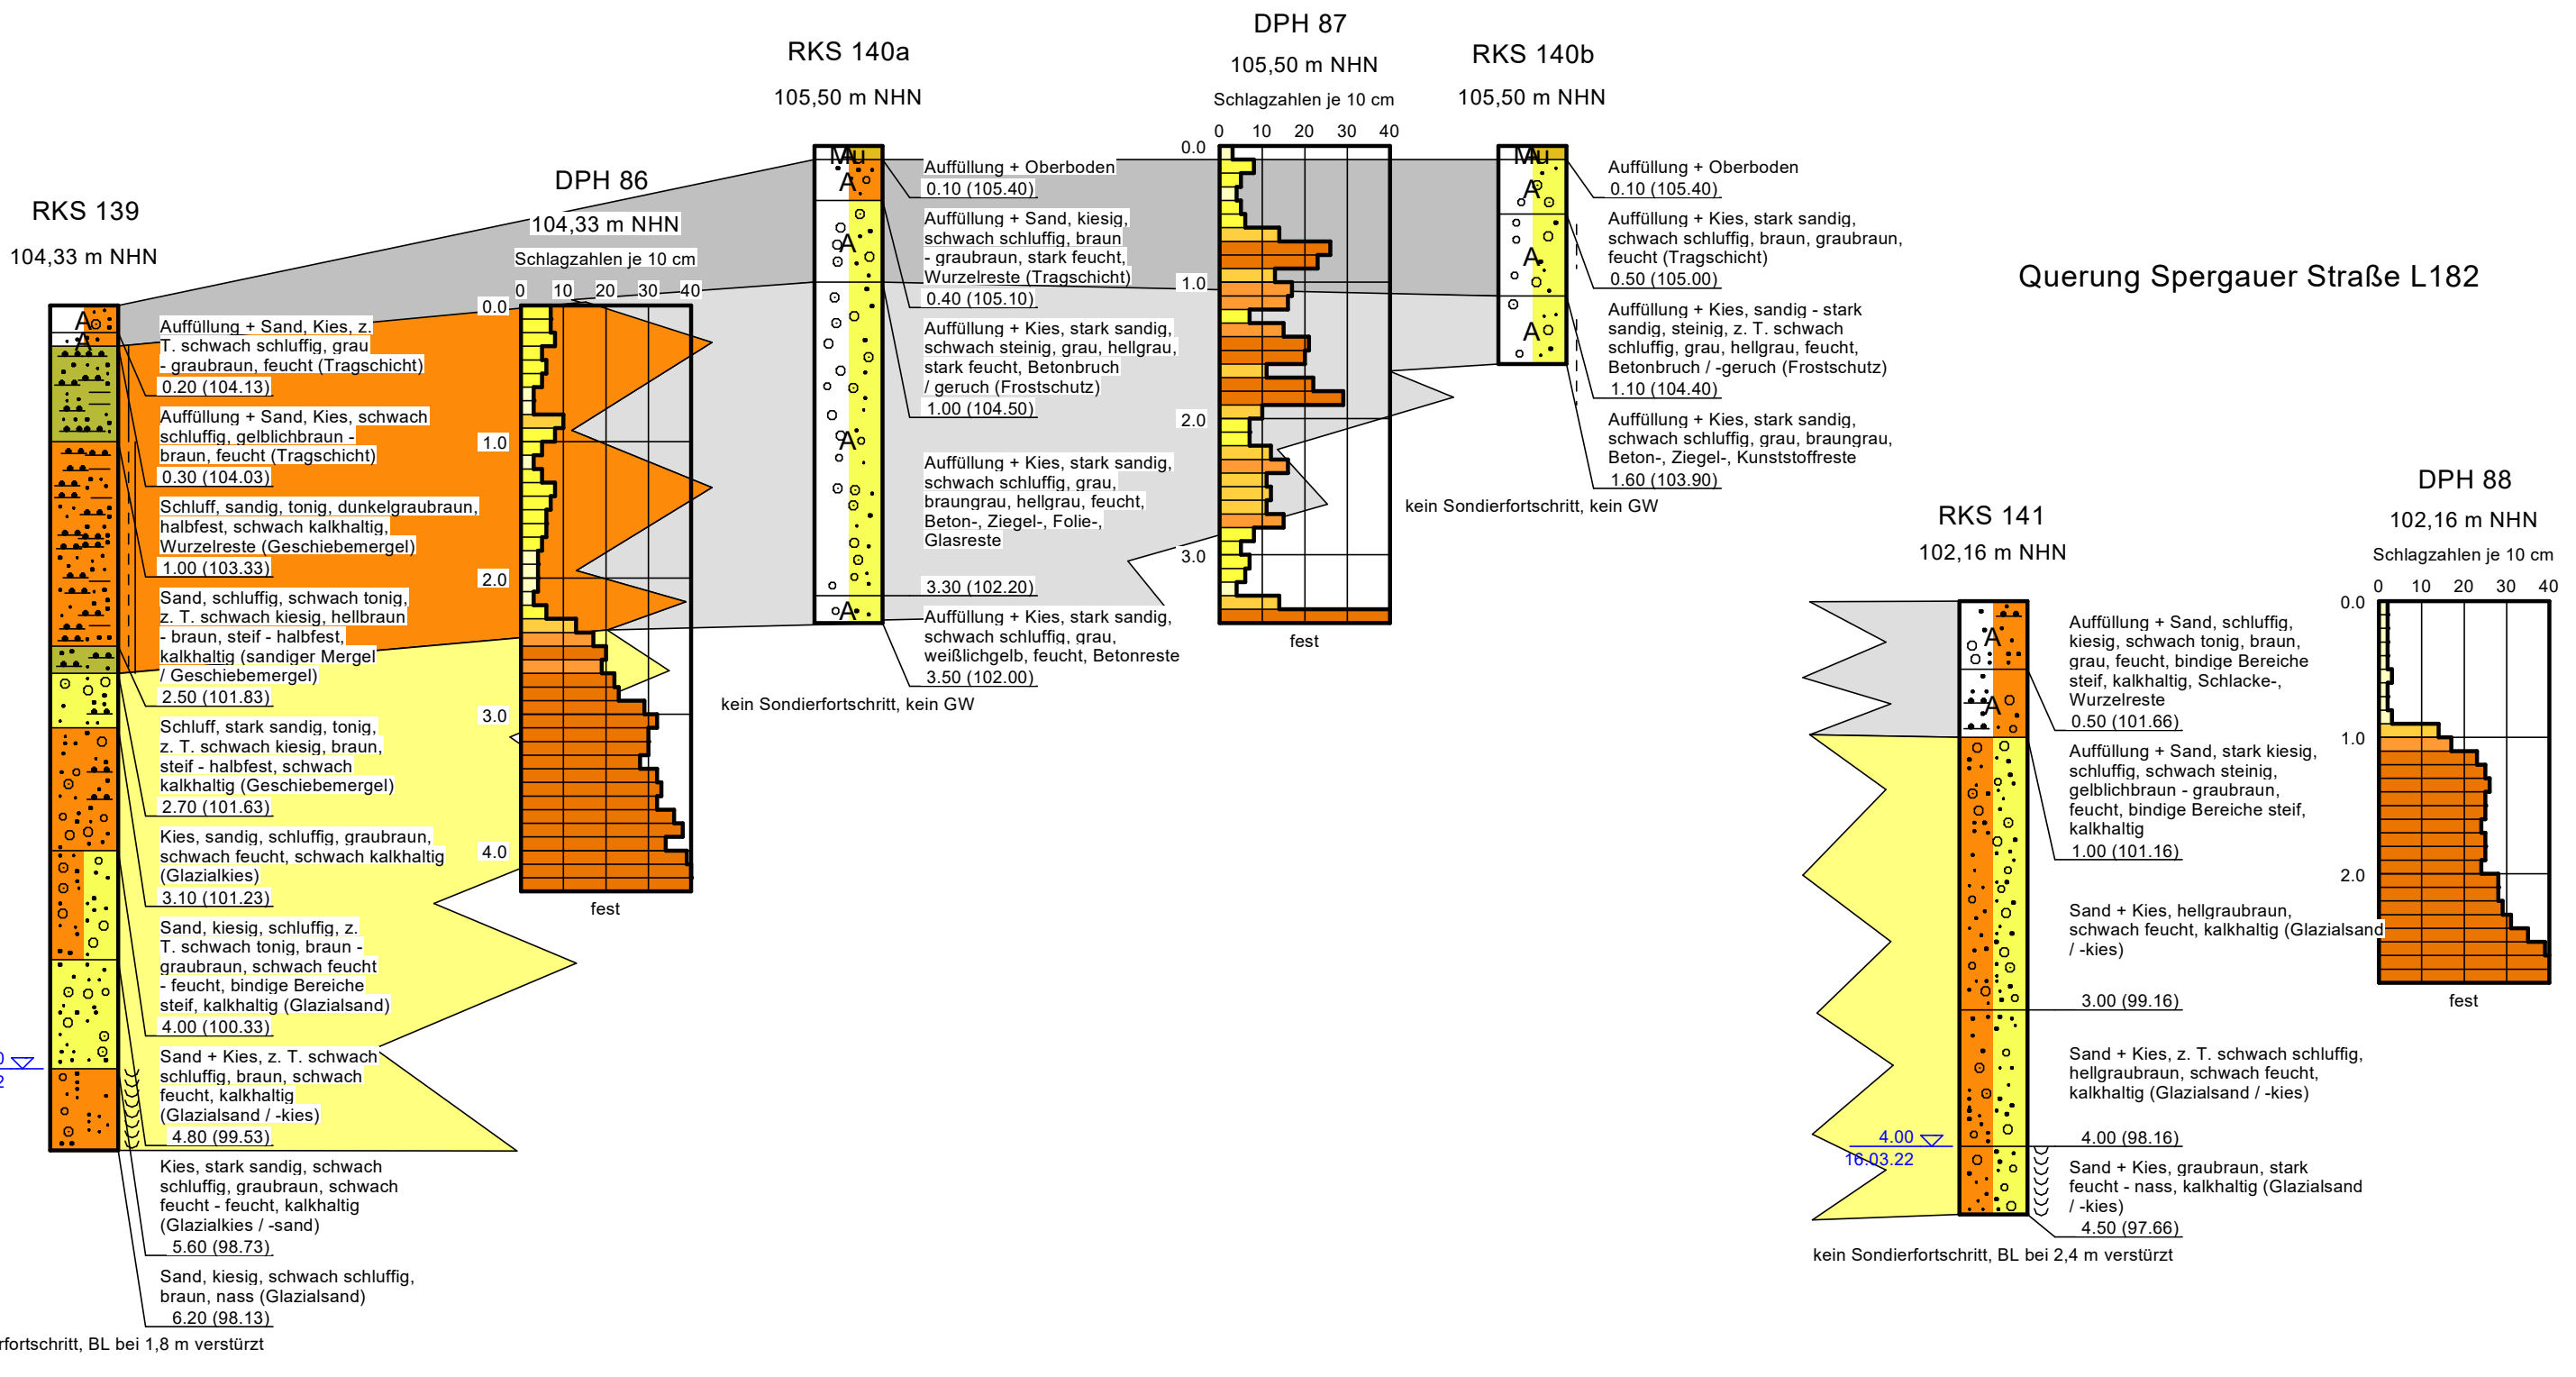 RKS 139
104,33 m NHN
A
A
Auffüllung + Sand, Kies, z.
T. schwach schluffig, grau
- graubraun, feucht (Tragschicht)
0.20 (104.13)
Auffüllung + Sand, Kies, schwach
schluffig, gelblichbraun -
braun, feucht (Tragschicht)
0.30 (104.03)
Schluff, sandig, tonig, dunkelgraubraun,
halbfest, schwach kalkhaltig,
Wurzelreste (Geschiebemergel)
1.00 (103.33)
Sand, schluffig, schwach tonig,
z. T. schwach kiesig, hellbraun
- braun, steif - halbfest,
kalkhaltig (sandiger Mergel
/ Geschiebemergel)
2.50 (101.83)
Schluff, stark sandig, tonig,
z. T. schwach kiesig, braun,
steif - halbfest, schwach
kalkhaltig (Geschiebemergel)
2.70 (101.63)
Kies, sandig, schluffig, graubraun,
schwach feucht, schwach kalkhaltig
(Glazialkies)
3.10 (101.23)
Sand, kiesig, schluffig, z.
T. schwach tonig, braun -
graubraun, schwach feucht
- feucht, bindige Bereiche
steif, kalkhaltig (Glazialsand)
4.00 (100.33)
Sand + Kies, z. T. schwach
schluffig, braun, schwach
feucht, kalkhaltig
(Glazialsand / -kies)
4.80 (99.53)
Kies, stark sandig, schwach
schluffig, graubraun, schwach
feucht - feucht, kalkhaltig
(Glazialkies / -sand)
5.60 (98.73)
Sand, kiesig, schwach schluffig,
braun, nass (Glazialsand)
6.20 (98.13)
0
2
rfortschritt, BL bei 1,8 m verstürzt
DPH 86
104,33 m NHN
Schlagzahlen je 10 cm
0 10 20 30 40
0.0
1.0
2.0
3.0
4.0
fest
RKS 140a
105,50 m NHN
Mu
A
A
A
A
A
Auffüllung + Oberboden
0.10 (105.40)
Auffüllung + Sand, kiesig,
schwach schluffig, braun
- graubraun, stark feucht,
Wurzelreste (Tragschicht)
0.40 (105.10)
Auffüllung + Kies, stark sandig,
schwach steinig, grau, hellgrau,
stark feucht, Betonbruch
/ geruch (Frostschutz)
1.00 (104.50)
Auffüllung + Kies, stark sandig,
schwach schluffig, grau,
braungrau, hellgrau, feucht,
Beton-, Ziegel-, Folie-,
Glasreste
3.30 (102.20)
Auffüllung + Kies, stark sandig,
schwach schluffig, grau,
weißlichgelb, feucht, Betonreste
3.50 (102.00)
kein Sondierfortschritt, kein GW
DPH 87
105,50 m NHN
Schlagzahlen je 10 cm
0 10 20 30 40
0.0
1.0
2.0
3.0
fest
RKS 140b
105,50 m NHN
Mu
A
A
A
A
Auffüllung + Oberboden
0.10 (105.40)
Auffüllung + Kies, stark sandig,
schwach schluffig, braun, graubraun,
feucht (Tragschicht)
0.50 (105.00)
Auffüllung + Kies, sandig - stark
sandig, steinig, z. T. schwach
schluffig, grau, hellgrau, feucht,
Betonbruch / -geruch (Frostschutz)
1.10 (104.40)
Auffüllung + Kies, stark sandig,
schwach schluffig, grau, braungrau,
Beton-, Ziegel-, Kunststoffreste
1.60 (103.90)
kein Sondierfortschritt, kein GW
Querung Spergauer Straße L182
RKS 141
102,16 m NHN
A
A
Auffüllung + Sand, schluffig,
kiesig, schwach tonig, braun,
grau, feucht, bindige Bereiche
steif, kalkhaltig, Schlacke-,
Wurzelreste
0.50 (101.66)
Auffüllung + Sand, stark kiesig,
schluffig, schwach steinig,
gelblichbraun - graubraun,
feucht, bindige Bereiche steif,
kalkhaltig
1.00 (101.16)
Sand + Kies, hellgraubraun,
schwach feucht, kalkhaltig (Glazialsand
/ -kies)
3.00 (99.16)
Sand + Kies, z. T. schwach schluffig,
hellgraubraun, schwach feucht,
kalkhaltig (Glazialsand / -kies)
4.00 (98.16)
4.00
16.03.22
Sand + Kies, graubraun, stark
feucht - nass, kalkhaltig (Glazialsand
/ -kies)
4.50 (97.66)
kein Sondierfortschritt, BL bei 2,4 m verstürzt
DPH 88
102,16 m NHN
Schlagzahlen je 10 cm
0 10 20 30 40
0.0
1.0
2.0
fest